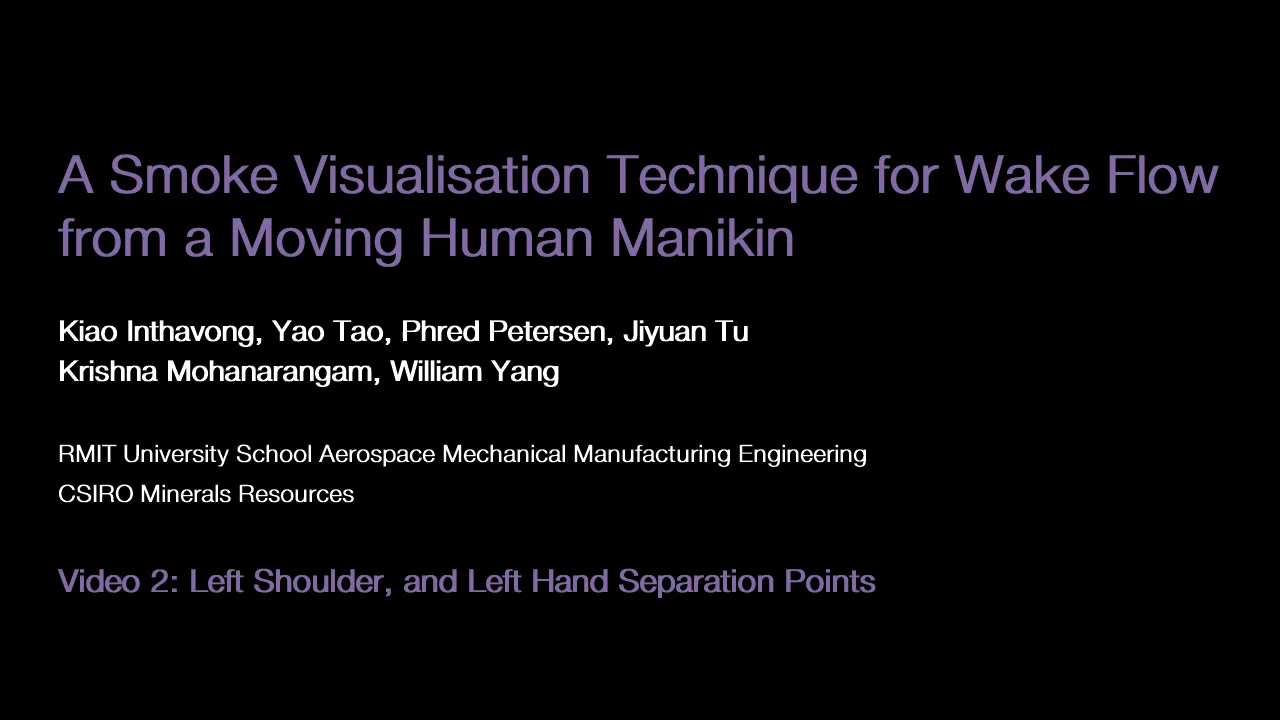 A Smoke Visualisation Technique for Wake Flow
from a Moving Human Manikin
Kiao Inthavong, Yao Tao, Phred Petersen, Jiyuan Tu
Krishna Mohanarangam, William Yang
RMIT University School Aerospace Mechanical Manufacturing Engineering
CSIRO Minerals Resources
Video 2: Left Shoulder, and Left Hand Separation Points